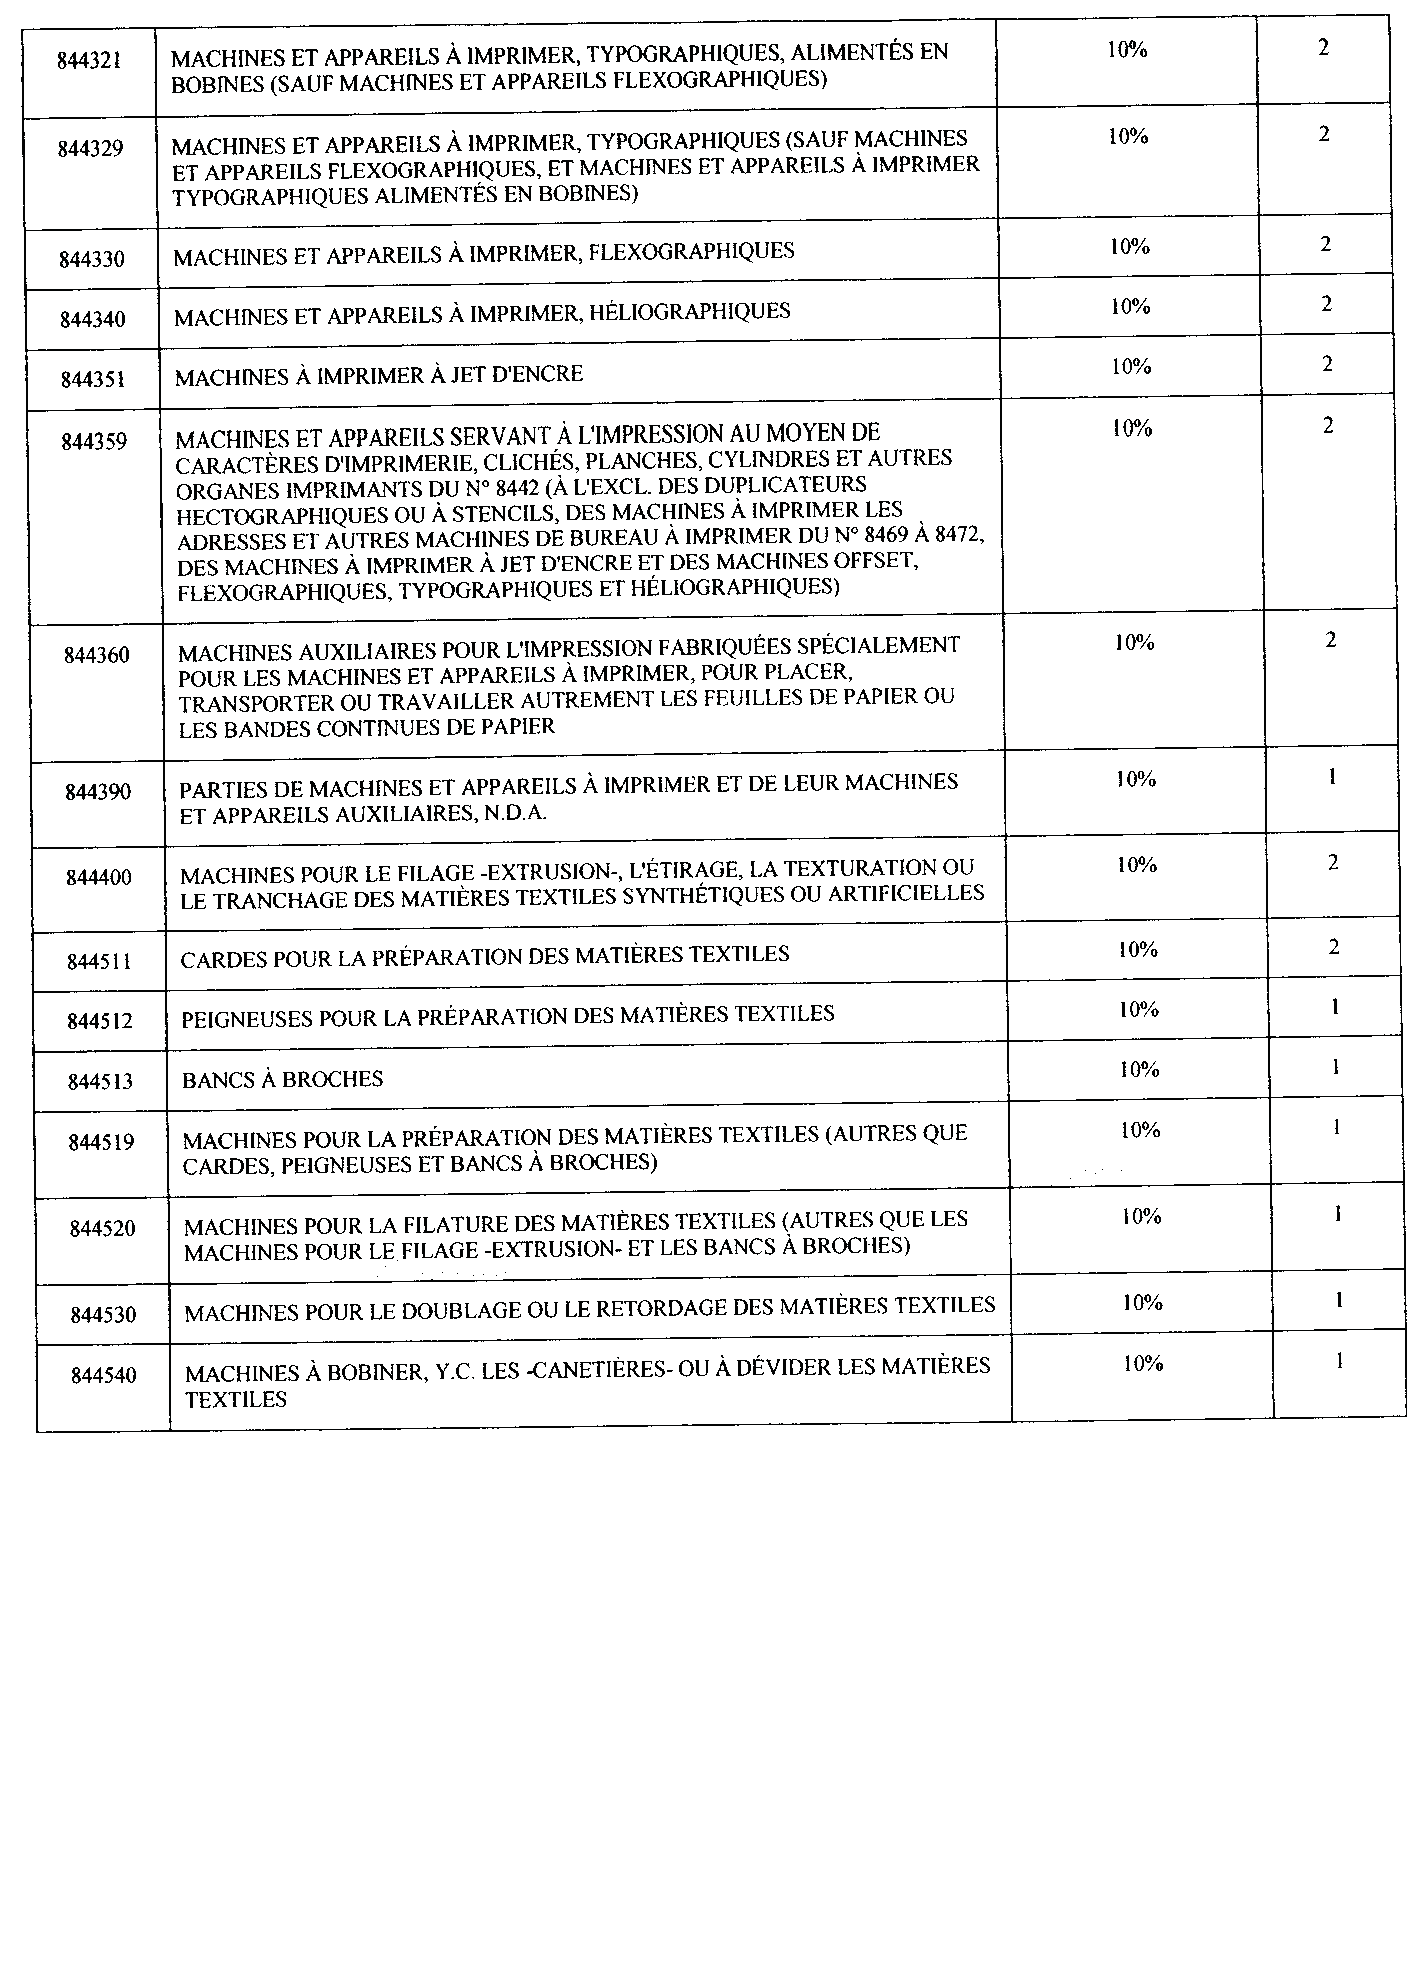 844321 MACHINES ET APPAREILS À IMPRIMER, TYPOGRAPHIQUES, ALIMENTÉS EN 10% 2
BOBINES (SAUF MACHINES ET APPAREILS FLEXOGRAPHIQUES)
844329 MACHINES ET APPAREILS À IMPRIMER, TYPOGRAPHIQUES (SAUF MACHINES 10% 2
ET APPAREILS FLEXOGRAPHIQUES, ET MACHINES ET APPAREILS À IMPRIMER
TYPOGRAPHIQUES ALIMENTÉS EN BOBINES)
844330 MACHINES ET APPAREILS À IMPRIMER, FLEXOGRAPHIQUES 10% 2
844340 MACHINES ET APPAREILS À IMPRIMER, HÉLIOGRAPHIQUES 10% 2
844351 MACHINES À IMPRIMER À JET D'ENCRE 10% 2
844359 MACHINES ET APPAREILS SERVANT À L'IMPRESSION AU MOYEN DE 10% 2
CARACTÈRES D'IMPRIMERIE, CLICHÉS, PLANCHES, CYLINDRES ET AUTRES
ORGANES IMPRIMANTS DU N° 8442 (À L'EXCL. DES DUPLICATEURS
HECTOGRAPHIQUES OU À STENCILS, DES MACHINES À IMPRIMER LES
ADRESSES ET AUTRES MACHINES DE BUREAU À IMPRIMER DU N° 8469 À 8472,
DES MACHINES À IMPRIMER À JET D'ENCRE ET DES MACHINES OFFSET,
FLEXOGRAPHIQUES, TYPOGRAPHIQUES ET HÉLIOGRAPHIQUES)
844360 MACHINES AUXILIAIRES POUR L'IMPRESSION FABRIQUÉES SPÉCIALEMENT 10% 2
POUR LES MACHINES ET APPAREILS À IMPRIMER, POUR PLACER,
TRANSPORTER OU TRAVAILLER AUTREMENT LES FEUILLES DE PAPIER OU
LES BANDES CONTINUES DE PAPIER
844390 PARTIES DE MACHINES ET APPAREILS À IMPRIMER ET DE LEUR MACHINES 10% 1
ET APPAREILS AUXILIAIRES, N.D.A.
844400 MACHINES POUR LE FILAGE -EXTRUSION-, L'ÉTIRAGE, LA TEXTURATION OU 10% 2
LE TRANCHAGE DES MATIÈRES TEXTILES SYNTHÉTIQUES OU ARTIFICIELLES
844511 CARDES POUR LA PRÉPARATION DES MATIÈRES TEXTILES 10% 2
844512 PEIGNEUSES POUR LA PRÉPARATION DES MATIÈRES TEXTILES 10% 1
844513 BANCS À BROCHES 10% 1
844519 MACHINES POUR LA PRÉPARATION DES MATIÈRES TEXTILES (AUTRES QUE 10% 1
CARDES, PEIGNEUSES ET BANCS À BROCHES)
844520 MACHINES POUR LA FILATURE DES MATIÈRES TEXTILES (AUTRES QUE LES 10% 1
MACHINES POUR LE FILAGE -EXTRUSION- ET LES BANCS À BROCHES)
844530 MACHINES POUR LE DOUBLAGE OU LE RETORDAGE DES MATIÈRES TEXTILES 10% 1
844540 MACHINES À BOBINER, Y.C. LES -CANETIÈRES- OU À DÉVIDER LES MATIÈRES 10% 1
TEXTILES